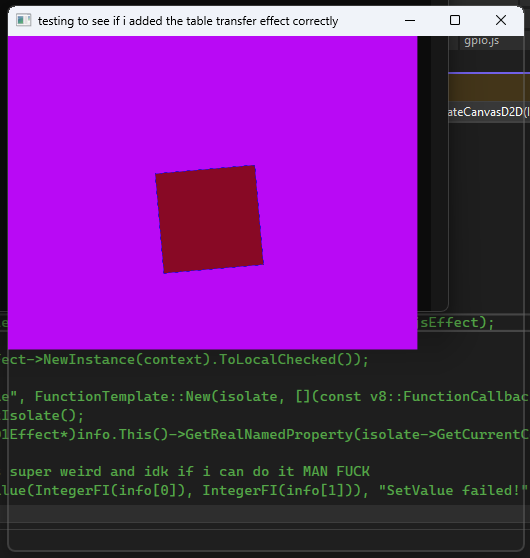 testing to see if i added the table transfer effect correctly
gpio.js
ateCanvasD2D(
sEffect);
fect->NewInstance(context).ToLocalChecked());
e", FunctionTemplate::New(isolate, [](const v8::FunctionCallbac
Isolate();
D1Effect*)info.This()->GetRealNamedProperty(isolate->GetCurrentC
super weird and idk if i can do it MAN FUCK
lue(IntegerFI(info[0]), IntegerFI(info[1])), "SetValue failed!"